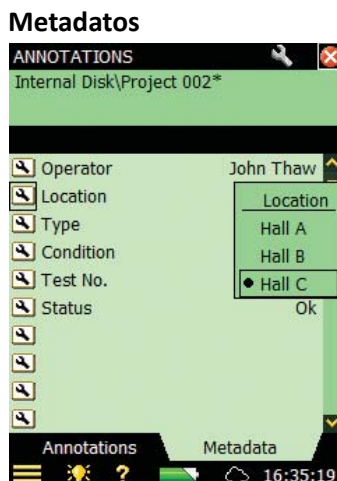 Metadatos
ANNOTATIONS
Internal Disk\Project 002*
Operator John Thaw
Location Location
Type Hall A
Condition Hall B
Test No. Hall C
Status Ok
Annotations Metadata
? 16:35:19